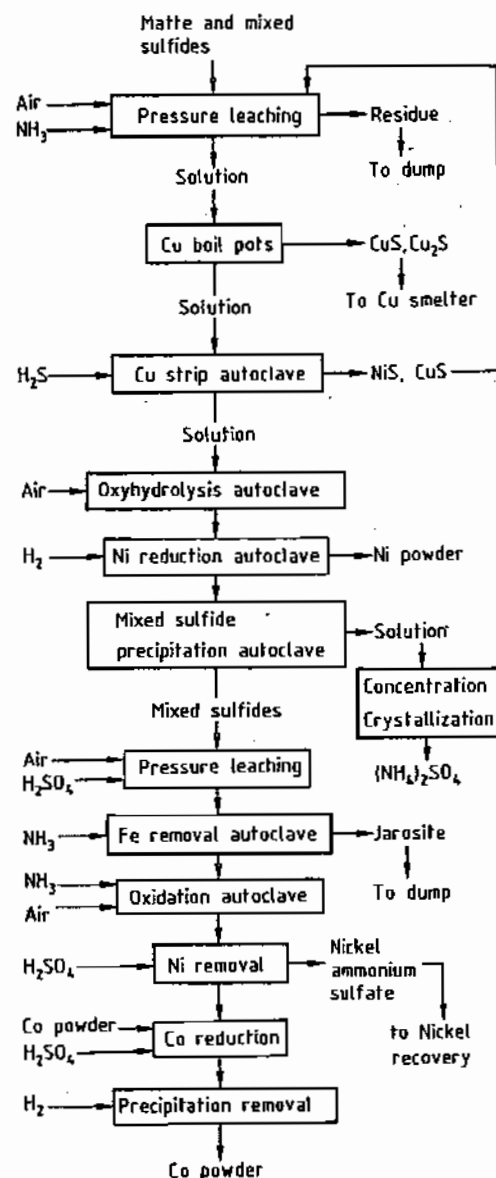 Matte and mixed
sulfides
Air
NH₃
Pressure leaching
Residue
To dump
Solution
Cu boil pots
CuS,Cu₂S
To Cu smelter
Solution
H₂S
Cu strip autoclave
NiS, CuS
Solution
Air
Oxyhydrolysis autoclave
H₂
Ni reduction autoclave
Ni powder
Mixed sulfide
precipitation autoclave
Solution
Concentration
Crystallization
(NH₄)₂SO₄
Mixed sulfides
Air
H₂SO₄
Pressure leaching
NH₃
Fe removal autoclave
Jarosite
To dump
NH₃
Air
Oxidation autoclave
H₂SO₄
Ni removal
Nickel
ammonium
sulfate
to Nickel
recovery
Co powder
H₂SO₄
Co reduction
H₂
Precipitation removal
Co powder